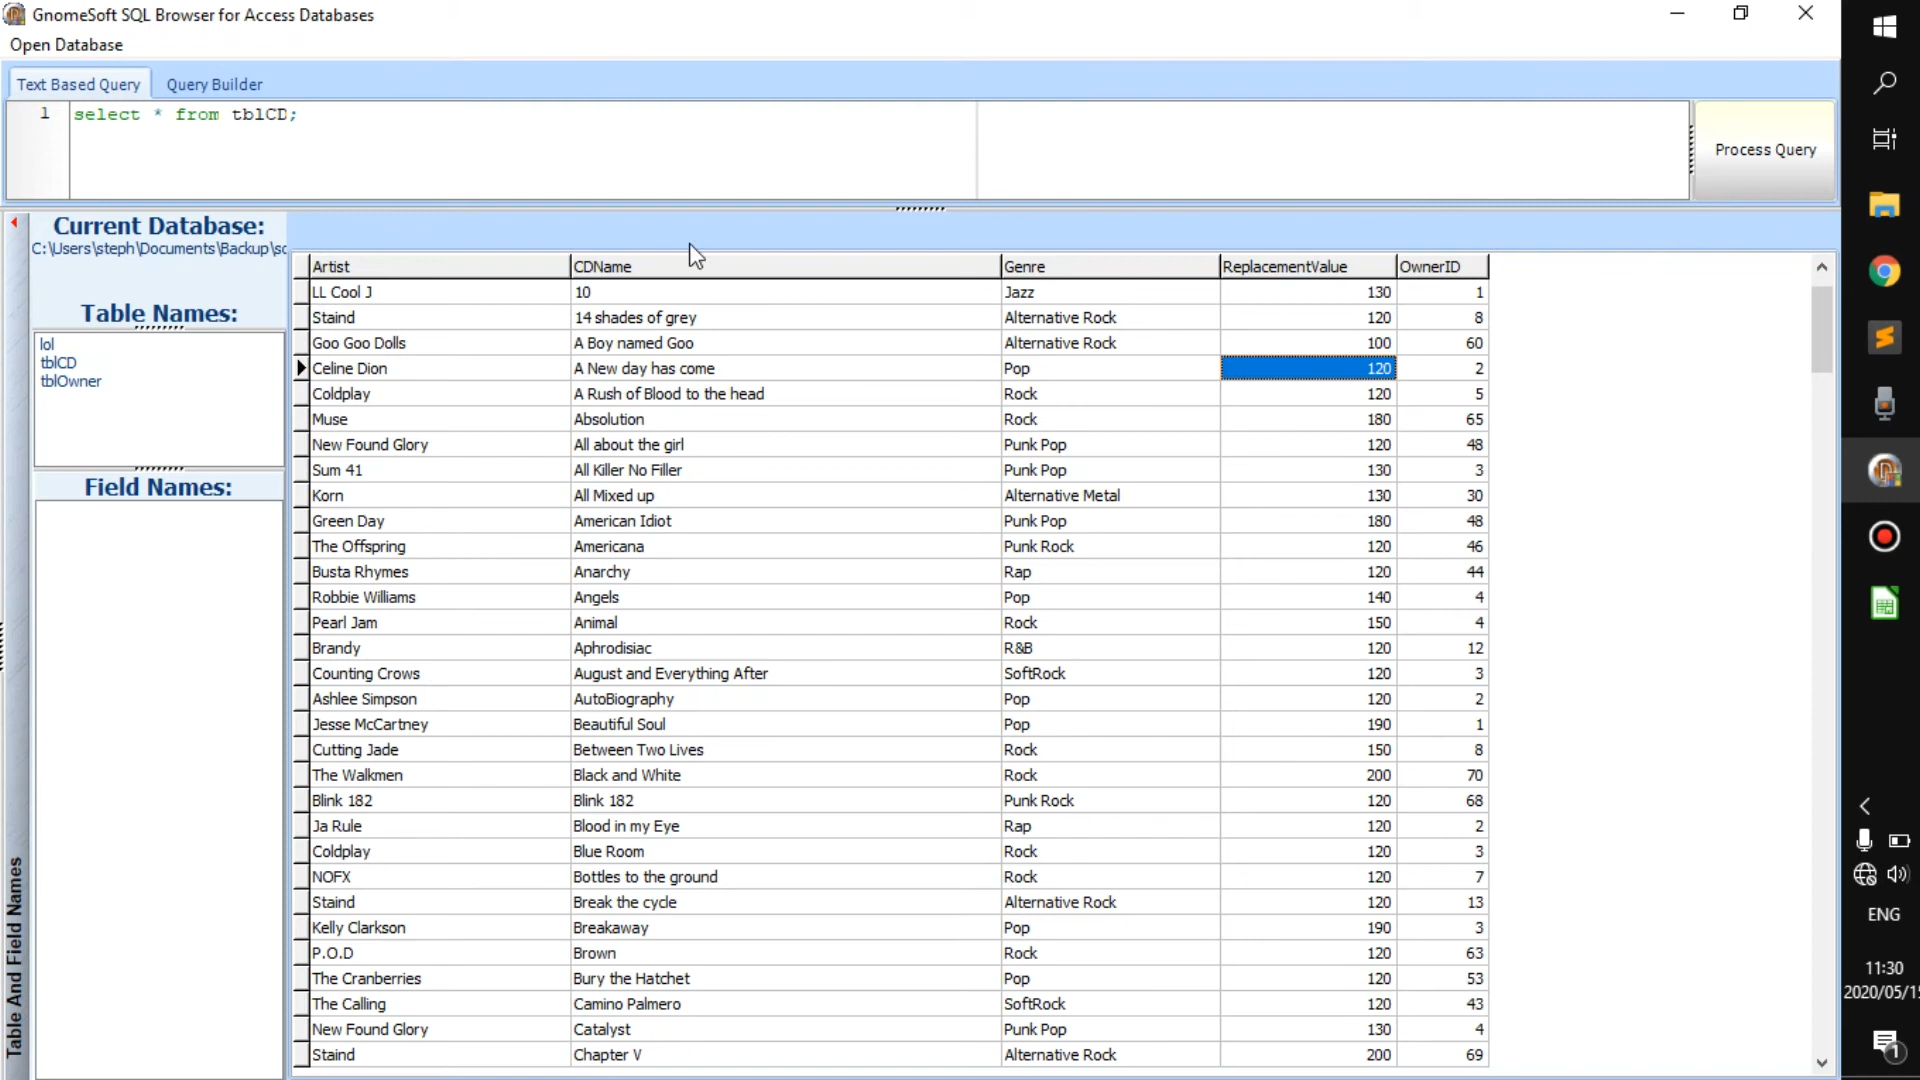 GnomeSoft SQL Browser for Access Databases
Open Database
Text Based Query Query Builder
1 select * from tblCD;
Process Query
Current Database:
C:\Users\steph\Documents\Backup\sc
Table Names:
lol
tblCD
tblOwner
Field Names:
Table And Field Names
Artist CDName Genre ReplacementValue OwnerID
LL Cool J 10 Jazz 130 1
Staind 14 shades of grey Alternative Rock 120 8
Goo Goo Dolls A Boy named Goo Alternative Rock 100 60
Celine Dion A New day has come Pop 120 2
Coldplay A Rush of Blood to the head Rock 120 5
Muse Absolution Rock 180 65
New Found Glory All about the girl Punk Pop 120 48
Sum 41 All Killer No Filler Punk Pop 130 3
Korn All Mixed up Alternative Metal 130 30
Green Day American Idiot Punk Pop 180 48
The Offspring Americana Punk Rock 120 46
Busta Rhymes Anarchy Rap 120 44
Robbie Williams Angels Pop 140 4
Pearl Jam Animal Rock 150 4
Brandy Aphrodisiac R&B 120 12
Counting Crows August and Everything After SoftRock 120 3
Ashlee Simpson AutoBiography Pop 120 2
Jesse McCartney Beautiful Soul Pop 190 1
Cutting Jade Between Two Lives Rock 150 8
The Walkmen Black and White Rock 200 70
Blink 182 Blink 182 Punk Rock 120 68
Ja Rule Blood in my Eye Rap 120 2
Coldplay Blue Room Rock 120 3
NOFX Bottles to the ground Rock 120 7
Staind Break the cycle Alternative Rock 120 13
Kelly Clarkson Breakaway Pop 190 3
P.O.D Brown Rock 120 63
The Cranberries Bury the Hatchet Pop 120 53
The Calling Camino Palmero SoftRock 120 43
New Found Glory Catalyst Punk Pop 130 4
Staind Chapter V Alternative Rock 200 69
ENG
11:30
2020/05/15
1